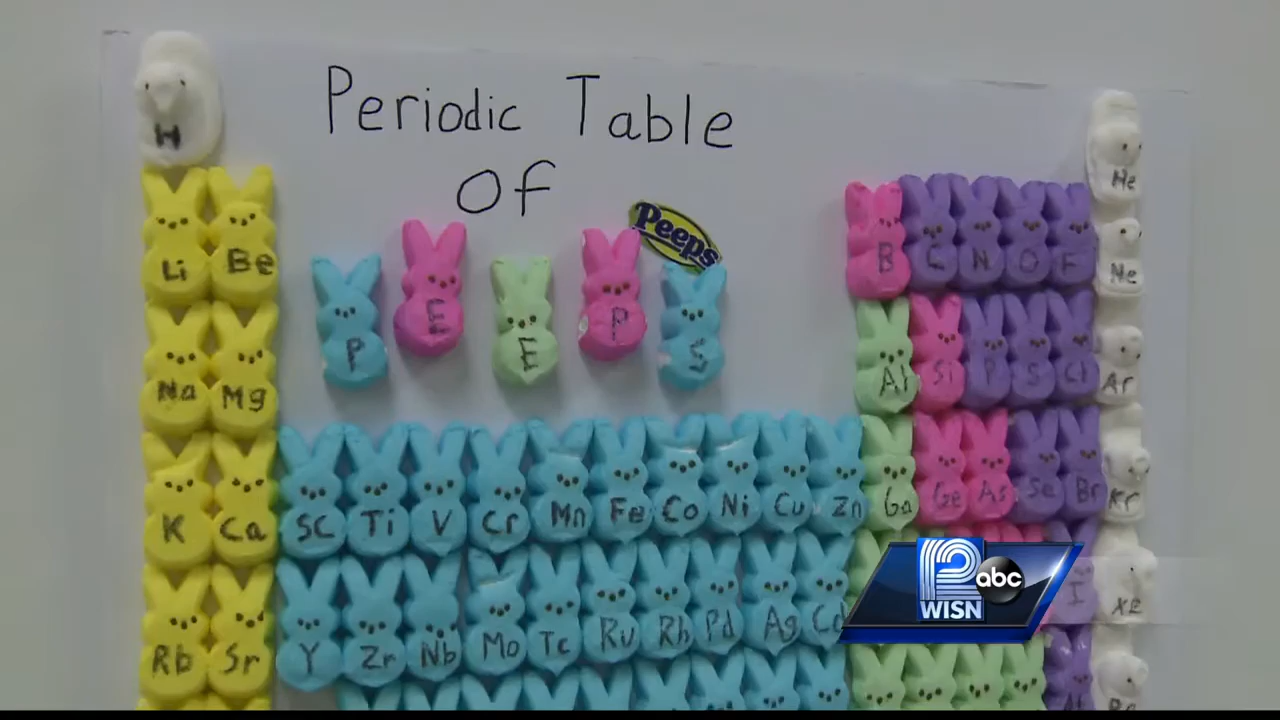 H
Periodic Table
Of
Peeps
P E E P S
He
Li Be B C N O F Ne
Na Mg Al Si P S Cl Ar
K Ca SC Ti V Cr Mn Fe Co Ni Cu Zn Ga Ge As Se Br Kr
Rb Sr Y Zr Nb Mo Tc Ru Rh Pd Ag Cd I Xe
At
12 abc
WISN